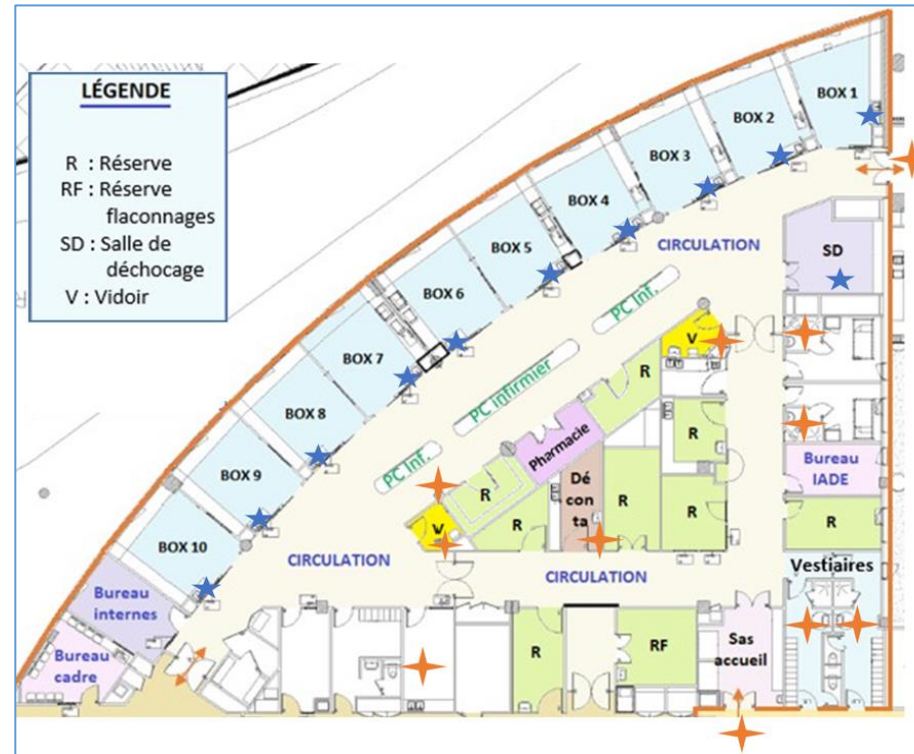 LÉGENDE
R : Réserve
RF : Réserve
flaconnages
SD : Salle de
déchocage
V : Vidoir
BOX 1
BOX 2
BOX 3
BOX 4
BOX 5
BOX 6
BOX 7
BOX 8
BOX 9
BOX 10
CIRCULATION
SD
PC Inf.
PC infirmier
PC Inf.
V
R
R
Pharmacie
Bureau
IADE
R
Dé
con
ta
R
R
R
R
V
CIRCULATION
CIRCULATION
Vestiaires
Bureau
internes
Bureau
cadre
R
RF
Sas
accueil